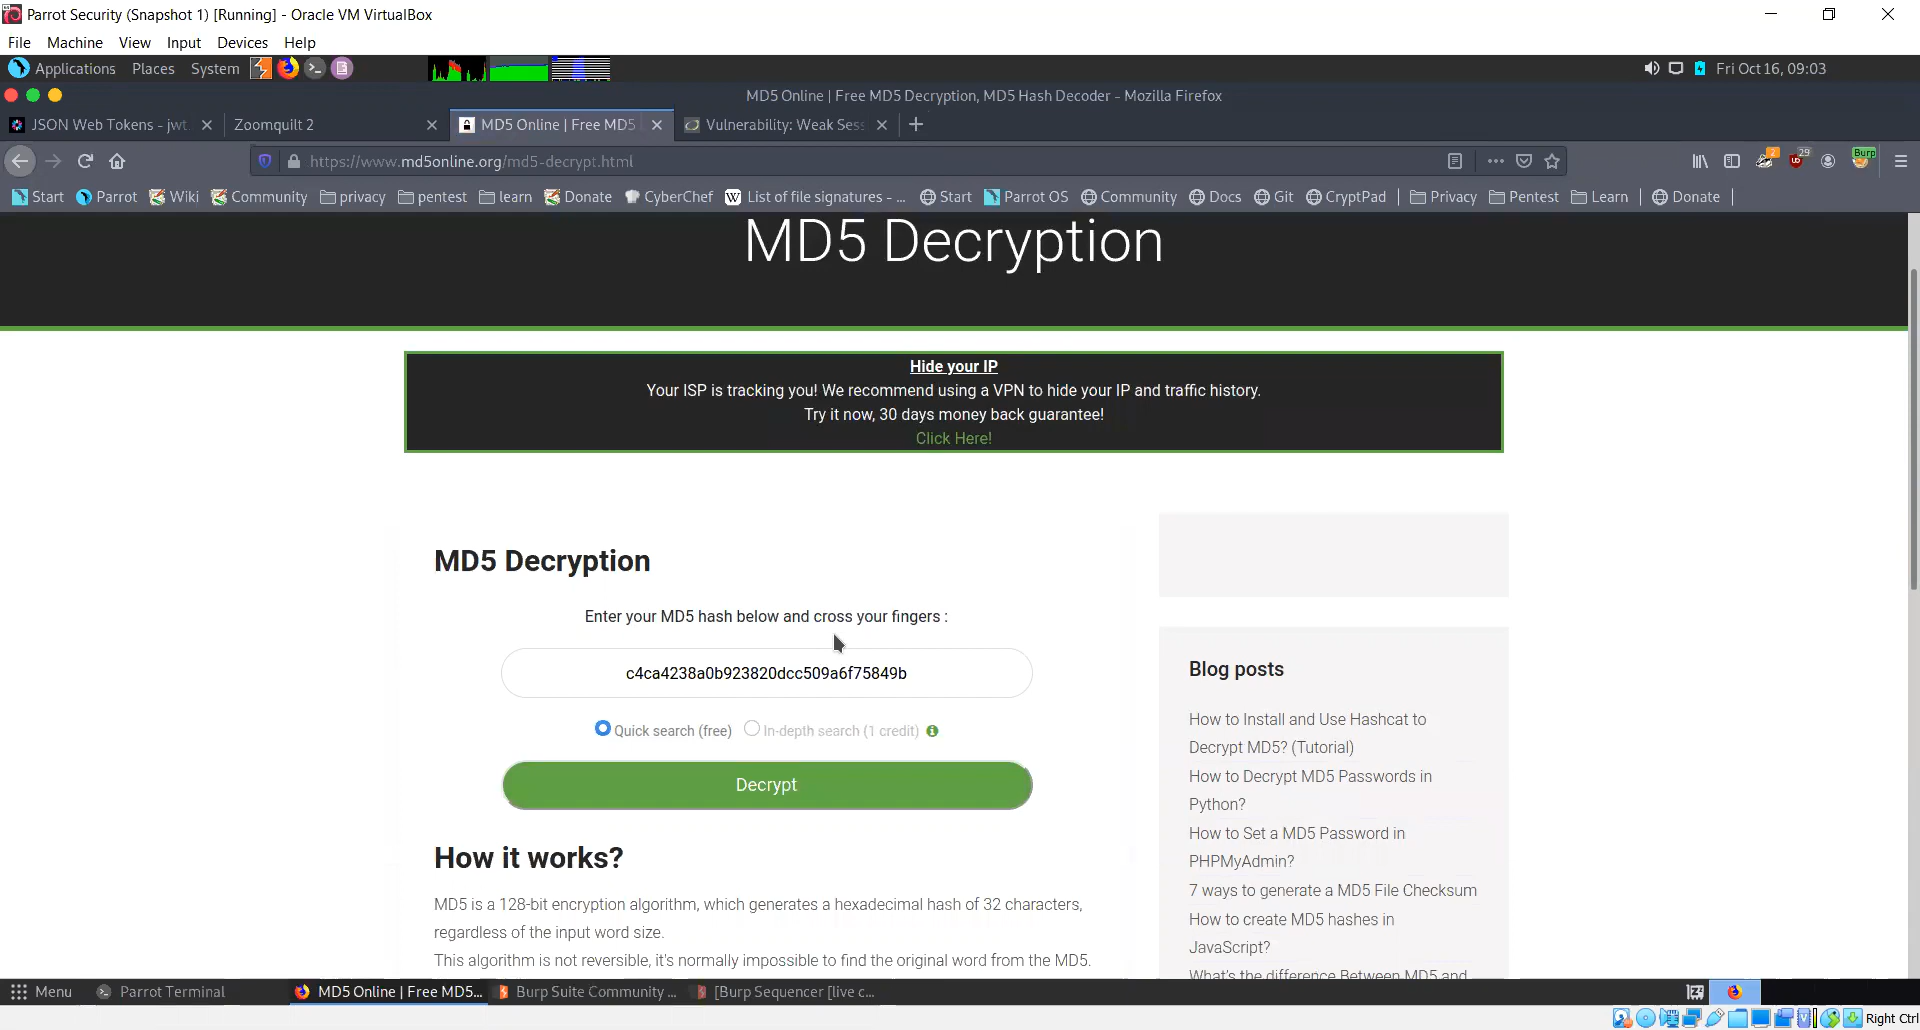 Parrot Security (Snapshot 1) [Running] - Oracle VM VirtualBox
File Machine View Input Devices Help
Applications Places System Fri Oct 16, 09:03
MD5 Online | Free MD5 Decryption, MD5 Hash Decoder - Mozilla Firefox
JSON Web Tokens - jwt. Zoomquilt 2 MD5 Online | Free MD5 Vulnerability: Weak Sess
https://www.md5online.org/md5-decrypt.html 2 29 Burp
Start Parrot Wiki Community privacy pentest learn Donate CyberChef List of file signatures - ... Start Parrot OS Community Docs Git CryptPad Privacy Pentest Learn Donate
MD5 Decryption
Hide your IP
Your ISP is tracking you! We recommend using a VPN to hide your IP and traffic history.
Try it now, 30 days money back guarantee!
Click Here!
MD5 Decryption
Enter your MD5 hash below and cross your fingers :
c4ca4238a0b923820dcc509a6f75849b
Quick search (free) In-depth search (1 credit)
Decrypt
How it works?
MD5 is a 128-bit encryption algorithm, which generates a hexadecimal hash of 32 characters,
regardless of the input word size.
This algorithm is not reversible, it's normally impossible to find the original word from the MD5.
Blog posts
How to Install and Use Hashcat to
Decrypt MD5? (Tutorial)
How to Decrypt MD5 Passwords in
Python?
How to Set a MD5 Password in
PHPMyAdmin?
7 ways to generate a MD5 File Checksum
How to create MD5 hashes in
JavaScript?
What's the difference Between MD5 and
Menu Parrot Terminal MD5 Online | Free MD5... Burp Suite Community ... [Burp Sequencer [live c...
Right Ctrl